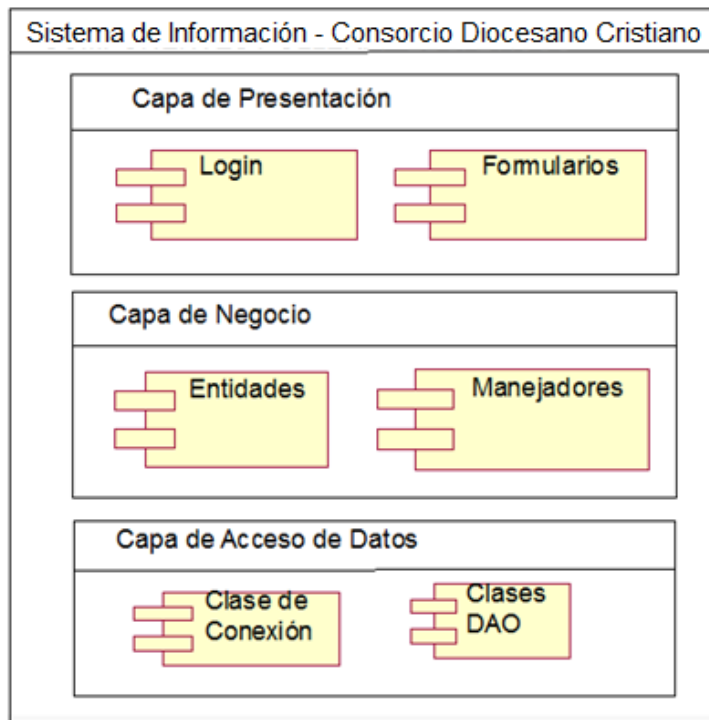 Sistema de Información - Consorcio Diocesano Cristiano
Capa de Presentación
Login
Formularios
Capa de Negocio
Entidades
Manejadores
Capa de Acceso de Datos
Clase de
Conexión
Clases
DAO